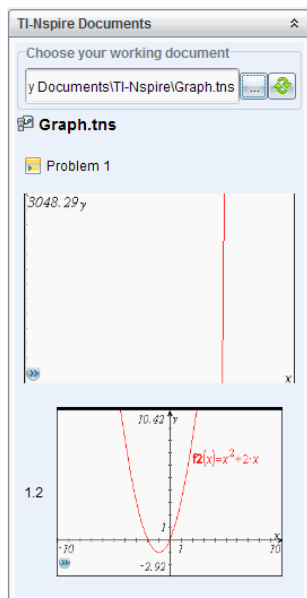 TI-Nspire Documents
Choose your working document
y Documents\TI-Nspire\Graph.tns
...
Graph.tns
Problem 1
3048.29 y
x
1.2
10.42 y
f2(x)=x²+2·x
1
x
-10
1
10
-2.92